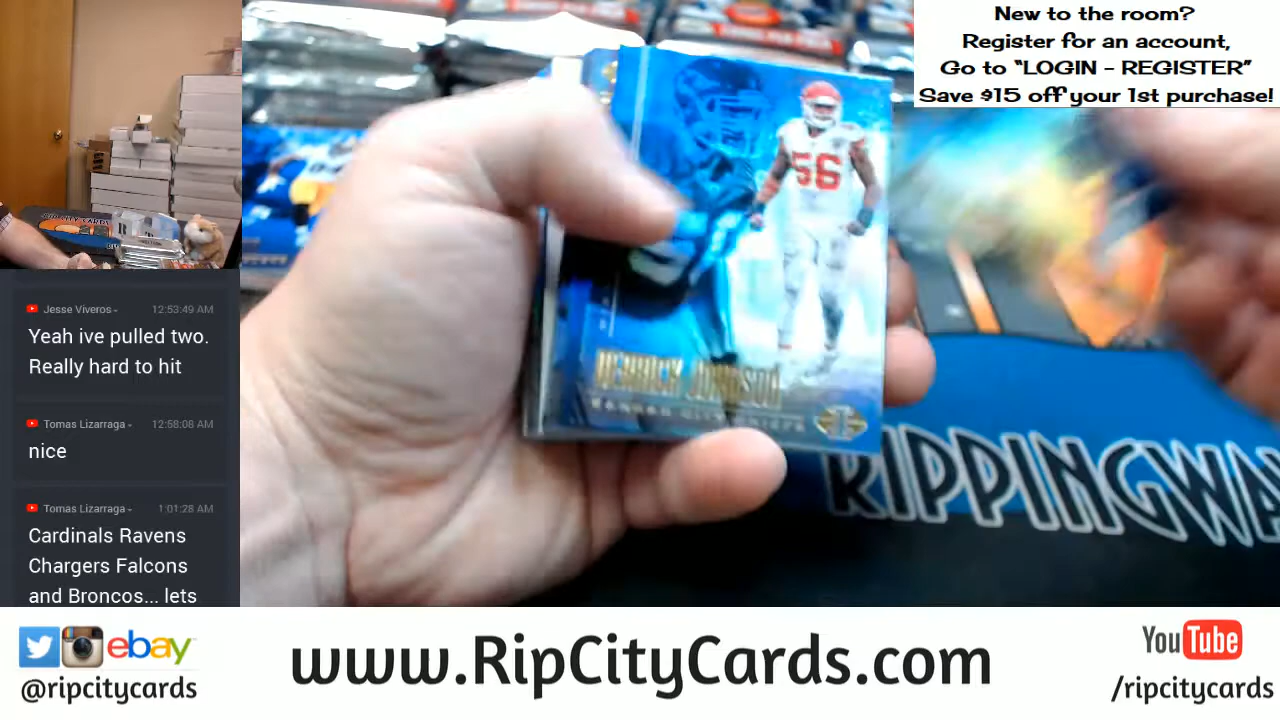 New to the room?
Register for an account,
Go to "LOGIN - REGISTER"
Save $15 off your 1st purchase!
56
DERRICK JOHNSON
KANSAS CITY CHIEFS
RIPPINGWA
Jesse Viveros
12:53:49 AM
Yeah ive pulled two.
Really hard to hit
Tomas Lizarraga
12:58:08 AM
nice
Tomas Lizarraga
1:01:28 AM
Cardinals Ravens
Chargers Falcons
and Broncos... lets
ebay
@ripcitycards
www.RipCityCards.com
YouTube
/ripcitycards